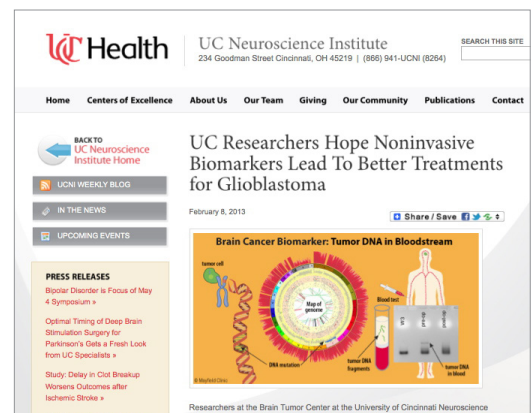 UC Health
UC Neuroscience Institute
234 Goodman Street Cincinnati, OH 45219 | (866) 941-UCNI (8264)
SEARCH THIS SITE
Home Centers of Excellence About Us Our Team Giving Our Community Publications Contact
BACK TO
UC Neuroscience
Institute Home
UCNI WEEKLY BLOG
IN THE NEWS
UPCOMING EVENTS
PRESS RELEASES
Bipolar Disorder is Focus of May
4 Symposium »
Optimal Timing of Deep Brain
Stimulation Surgery for
Parkinson's Gets a Fresh Look
from UC Specialists »
Study: Delay in Clot Breakup
Worsens Outcomes after
Ischemic Stroke »
UC Researchers Hope Noninvasive
Biomarkers Lead To Better Treatments
for Glioblastoma
February 8, 2013
Share / Save
Brain Cancer Biomarker: Tumor DNA in Bloodstream
tumor cell
Map of
genome
DNA mutation
Blood test
tumor DNA
fragments
pre-op
post-op
tumor DNA
in blood
© Mayfield Clinic
Researchers at the Brain Tumor Center at the University of Cincinnati Neuroscience